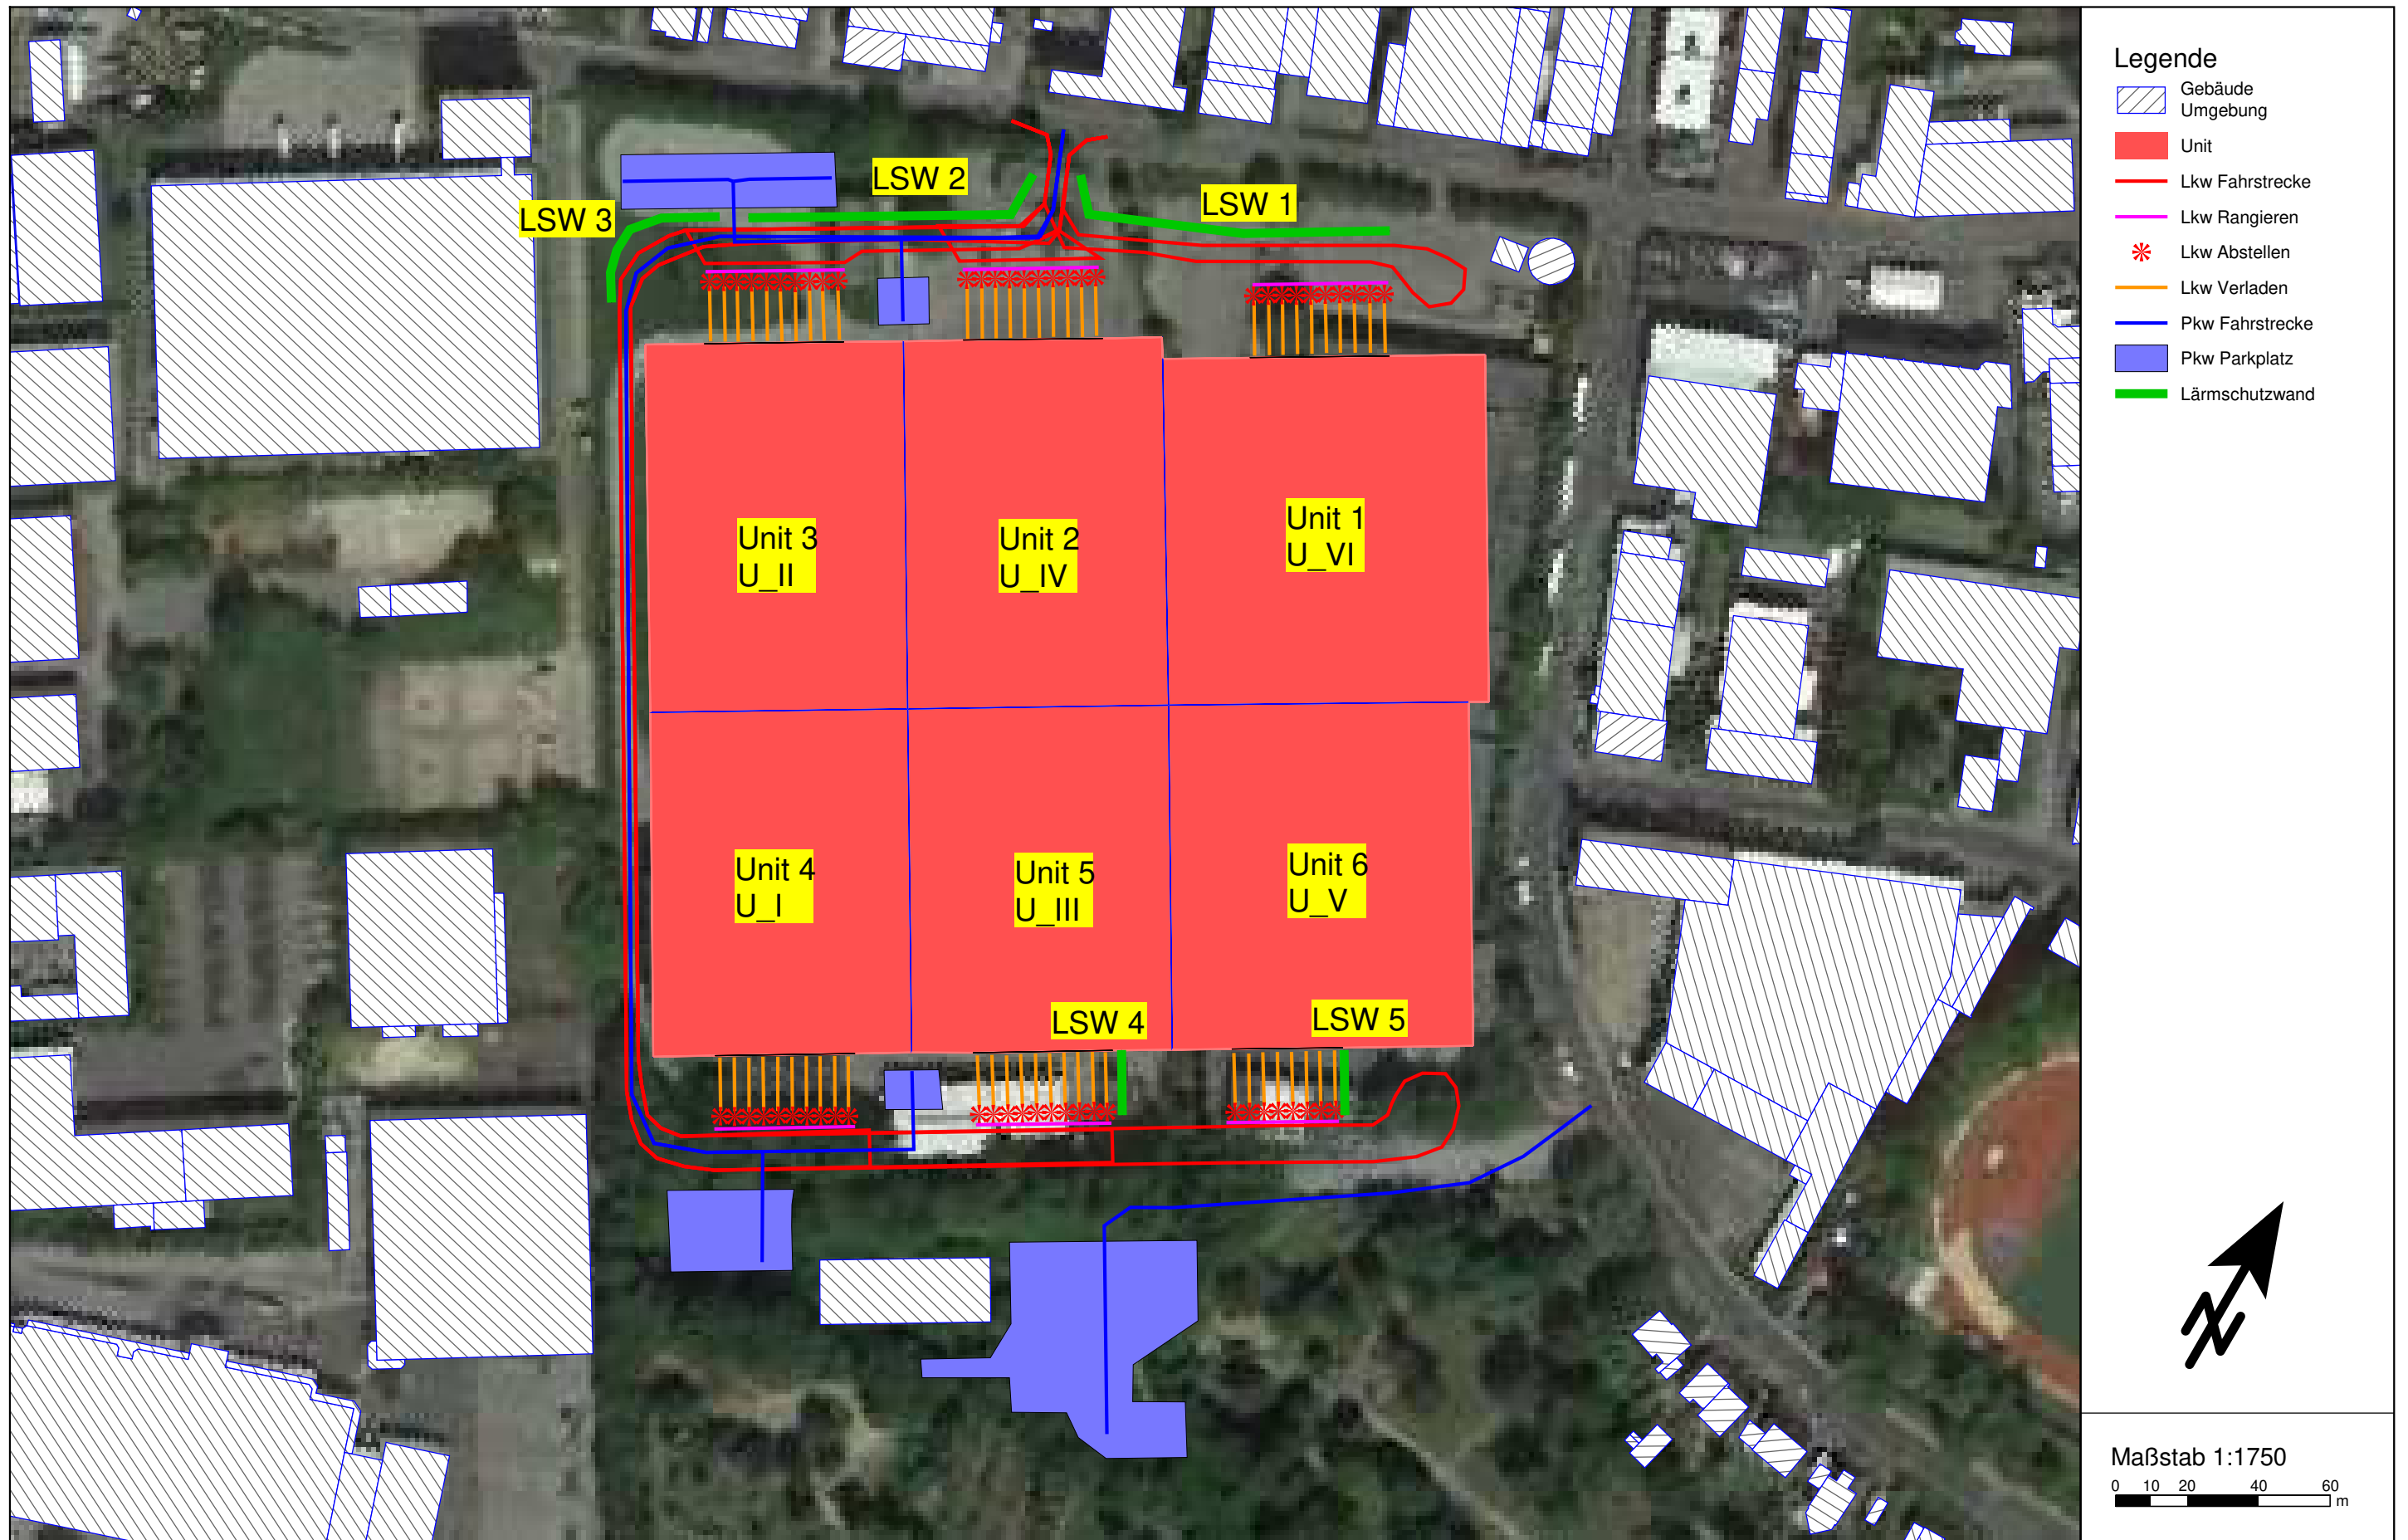 LSW 2
LSW 1
LSW 3
Unit 3
U_II
Unit 2
U_IV
Unit 1
U_VI
Unit 4
U_I
Unit 5
U_III
Unit 6
U_V
LSW 4
LSW 5
Legende
Gebäude
Umgebung
Unit
Lkw Fahrstrecke
Lkw Rangieren
Lkw Abstellen
Lkw Verladen
Pkw Fahrstrecke
Pkw Parkplatz
Lärmschutzwand
N
Maßstab 1:1750
0 10 20 40 60
m